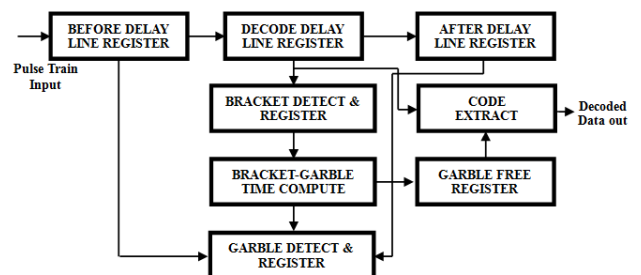 BEFORE DELAY
LINE REGISTER
DECODE DELAY
LINE REGISTER
AFTER DELAY
LINE REGISTER
Pulse Train
Input
BRACKET DETECT &
REGISTER
CODE
EXTRACT
Decoded
Data out
BRACKET-GARBLE
TIME COMPUTE
GARBLE FREE
REGISTER
GARBLE DETECT &
REGISTER